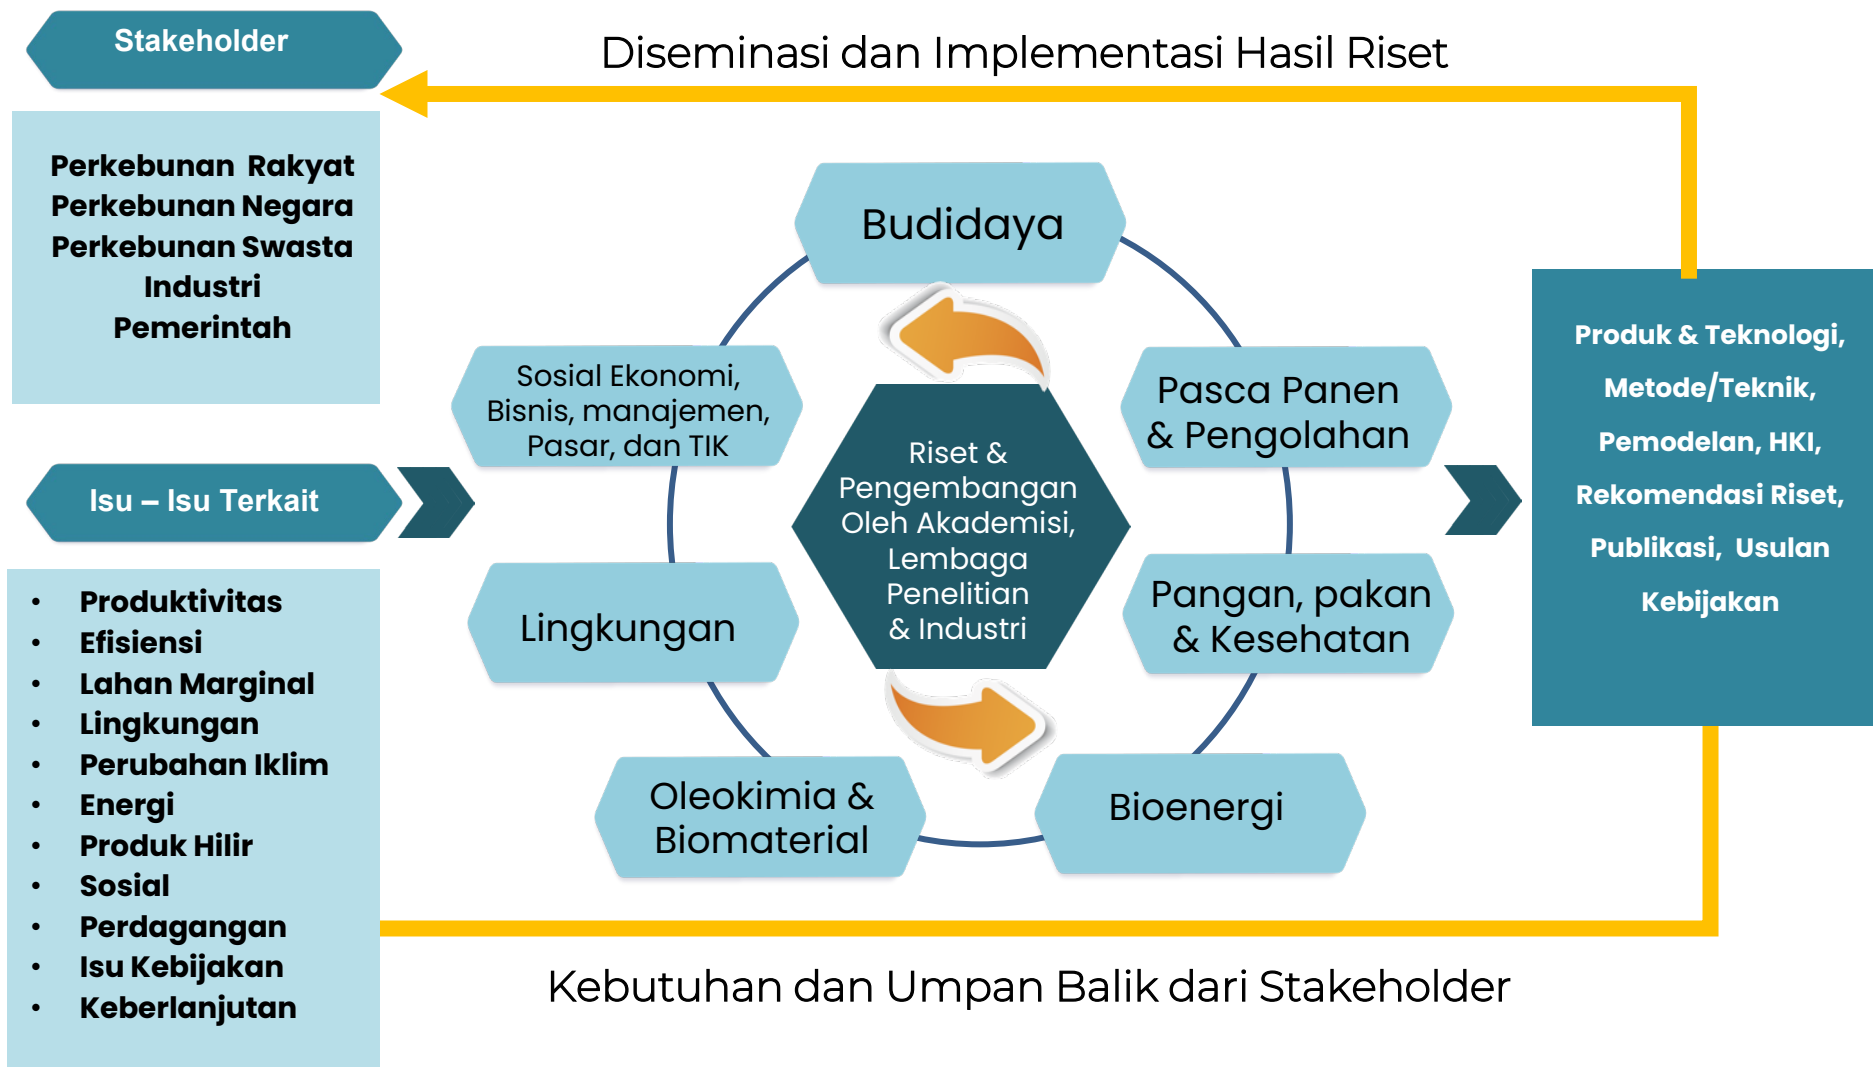 Stakeholder
Diseminasi dan Implementasi Hasil Riset
Perkebunan Rakyat
Perkebunan Negara
Perkebunan Swasta
Industri
Pemerintah
Isu – Isu Terkait
• Produktivitas
• Efisiensi
• Lahan Marginal
• Lingkungan
• Perubahan Iklim
• Energi
• Produk Hilir
• Sosial
• Perdagangan
• Isu Kebijakan
• Keberlanjutan
Budidaya
Sosial Ekonomi,
Bisnis, manajemen,
Pasar, dan TIK
Pasca Panen
& Pengolahan
Riset &
Pengembangan
Oleh Akademisi,
Lembaga
Penelitian
& Industri
Lingkungan
Pangan, pakan
& Kesehatan
Oleokimia &
Biomaterial
Bioenergi
Produk & Teknologi,
Metode/Teknik,
Pemodelan, HKI,
Rekomendasi Riset,
Publikasi, Usulan
Kebijakan
Kebutuhan dan Umpan Balik dari Stakeholder